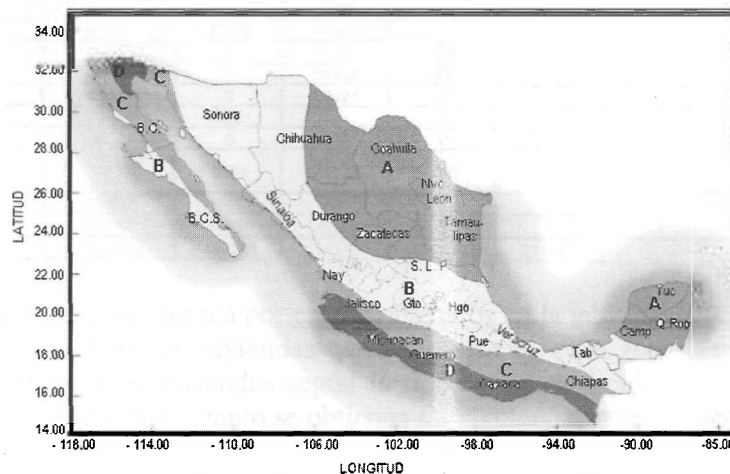 34.00
32.00
30.00
28.00
26.00
24.00
22.00
20.00
18.00
16.00
14.00
LATITUD
D
C
C
Sonora
B.C.
Chihuahua
Coahuila
A
B
Nvo
Leon
B.C.S.
Sinaloa
Durango
Tamau-
lipas
Zacatecas
S. L. P.
Nay
B
Gto.
Hgo
Jalisco
Yuc
A
Q.Roo
Camp
Michoacan
Pue
Veracruz
Tab
Guerrero
D
C
Oaxaca
Chiapas
-118.00 -114.00 -110.00 -106.00 -102.00 -98.00 -94.00 -90.00 -85.00
LONGITUD